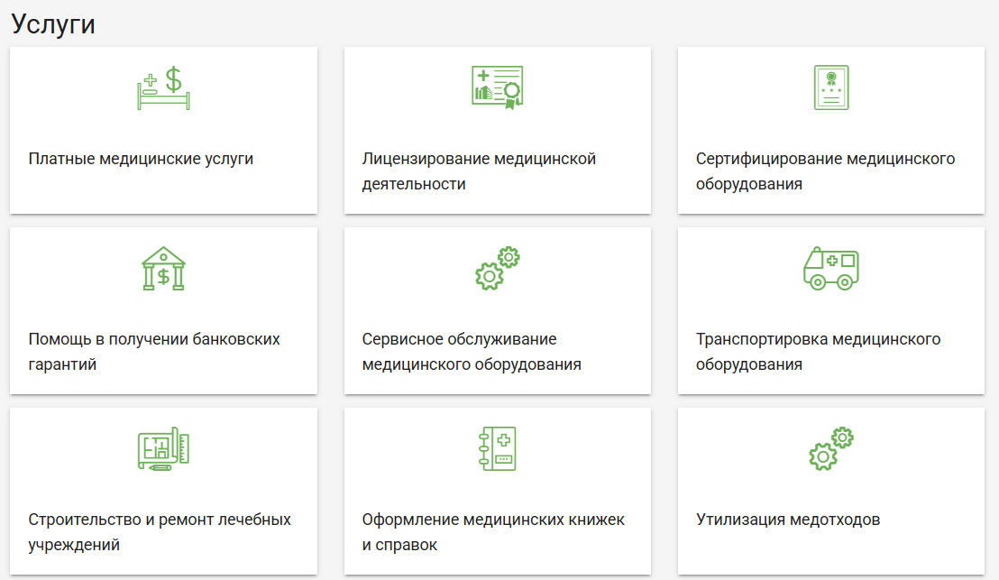 Услуги
Платные медицинские услуги
Лицензирование медицинской
деятельности
Сертифицирование медицинского
оборудования
Помощь в получении банковских
гарантий
Сервисное обслуживание
медицинского оборудования
Транспортировка медицинского
оборудования
Строительство и ремонт лечебных
учреждений
Оформление медицинских книжек
и справок
Утилизация медотходов